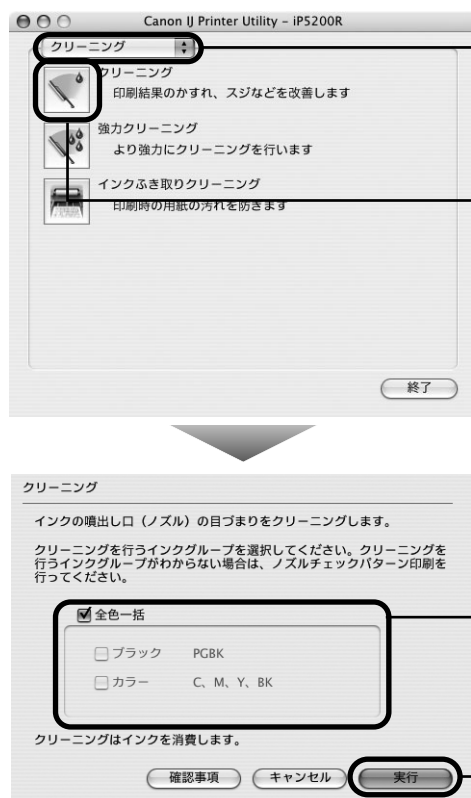 Canon IJ Printer Utility – iP5200R
クリーニング
クリーニング
印刷結果のかすれ、スジなどを改善します
強力クリーニング
より強力にクリーニングを行います
インクふき取りクリーニング
印刷時の用紙の汚れを防ぎます
終了
クリーニング
インクの噴出し口（ノズル）の目づまりをクリーニングします。
クリーニングを行うインクグループを選択してください。クリーニングを
行うインクグループがわからない場合は、ノズルチェックパターン印刷を
行ってください。
全色一括
ブラック PGBK
カラー C、M、Y、BK
クリーニングはインクを消費します。
確認事項 キャンセル 実行